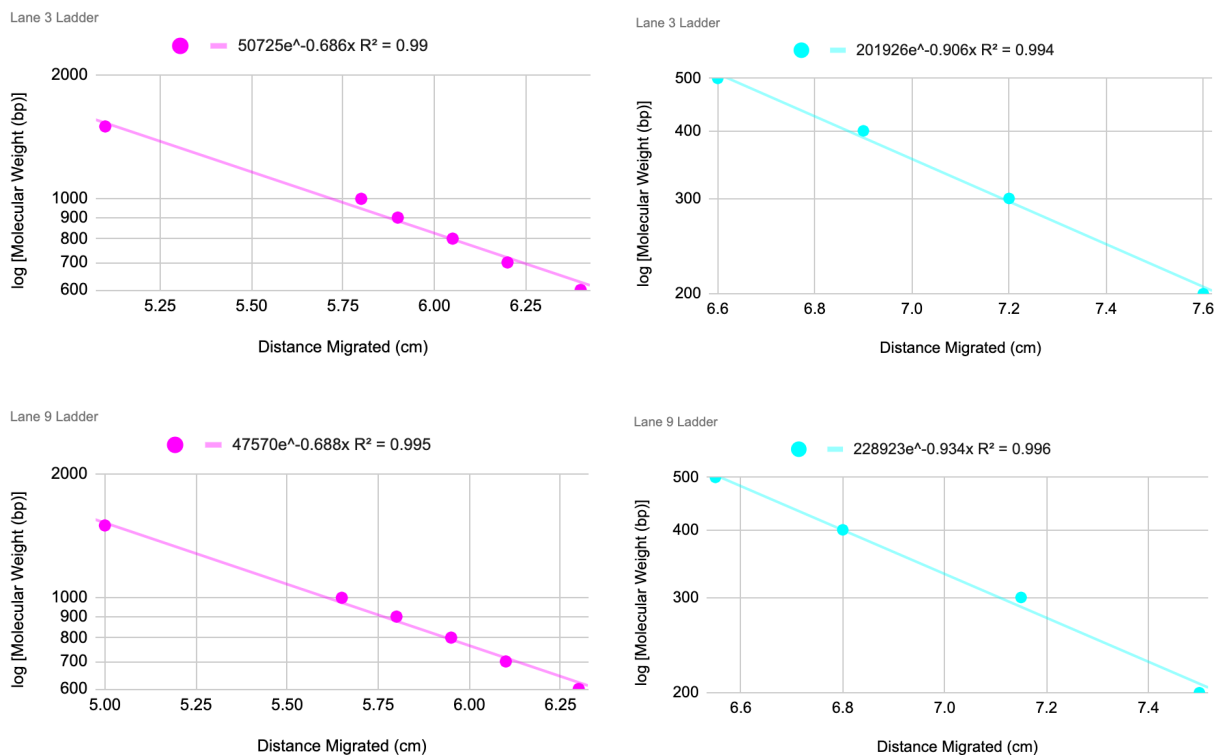 Lane 3 Ladder
50725e^-0.686x R² = 0.99
log [Molecular Weight (bp)]
2000
1000
900
800
700
600
5.25 5.50 5.75 6.00 6.25
Distance Migrated (cm)
Lane 3 Ladder
201926e^-0.906x R² = 0.994
log [Molecular Weight (bp)]
500
400
300
200
6.6 6.8 7.0 7.2 7.4 7.6
Distance Migrated (cm)
Lane 9 Ladder
47570e^-0.688x R² = 0.995
log [Molecular Weight (bp)]
2000
1000
900
800
700
600
5.00 5.25 5.50 5.75 6.00 6.25
Distance Migrated (cm)
Lane 9 Ladder
228923e^-0.934x R² = 0.996
log [Molecular Weight (bp)]
500
400
300
200
6.6 6.8 7.0 7.2 7.4
Distance Migrated (cm)